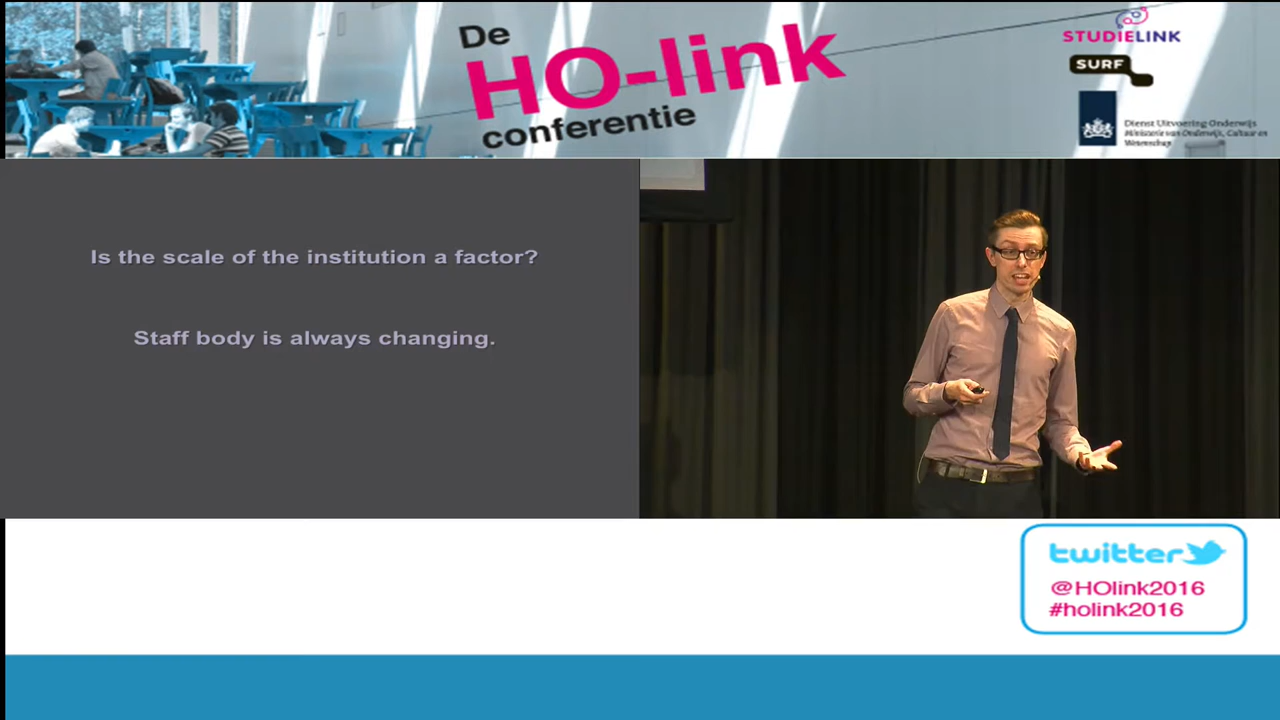 De
HO-link
conferentie
STUDIELINK
SURF
Dienst Uitvoering Onderwijs
Ministerie van Onderwijs, Cultuur en
Wetenschap
Is the scale of the institution a factor?
Staff body is always changing.
twitter
@HOlink2016
#holink2016